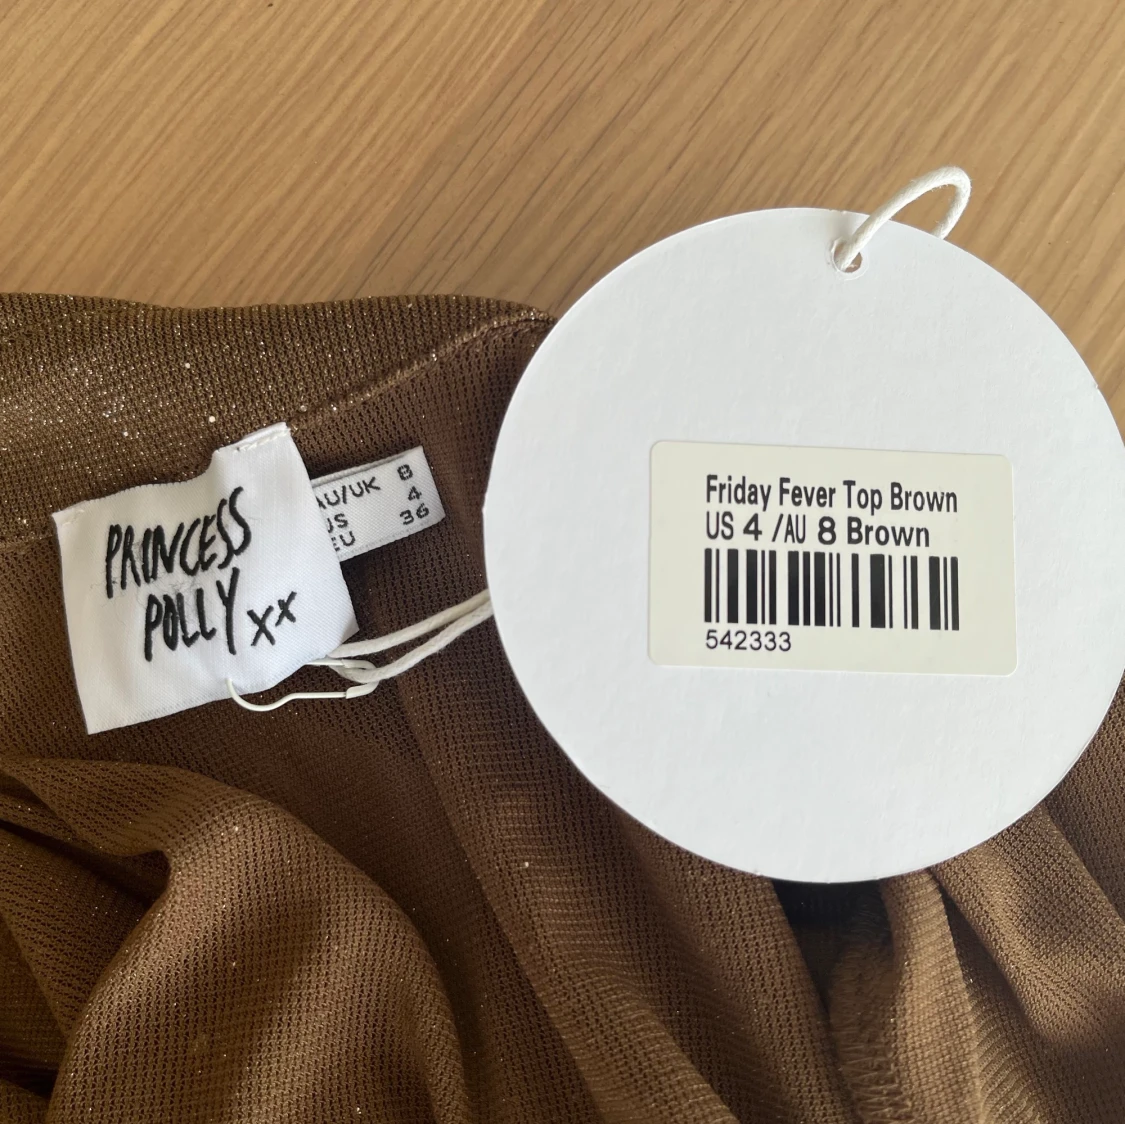 PRINCESS
POLLY xx
AU/UK 8
US 4
EU 36
Friday Fever Top Brown
US 4 /AU 8 Brown
542333